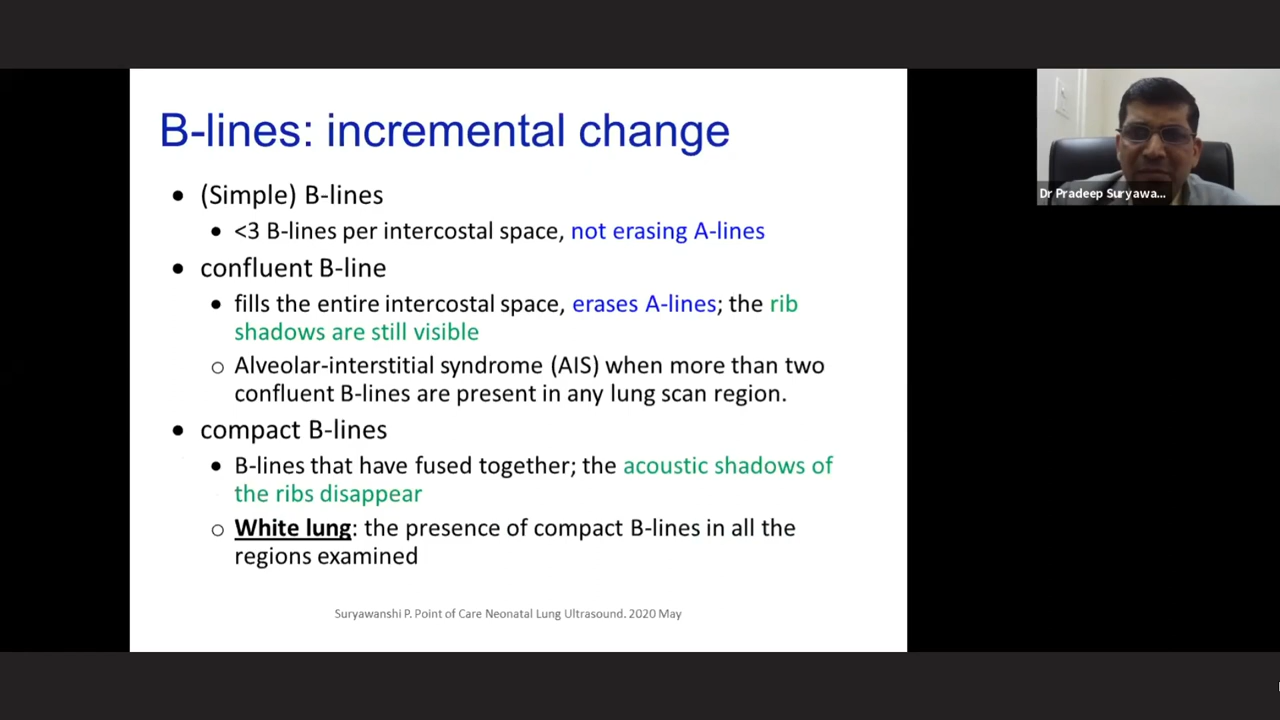 B-lines: incremental change
• (Simple) B-lines
• <3 B-lines per intercostal space, not erasing A-lines
• confluent B-line
• fills the entire intercostal space, erases A-lines; the rib
shadows are still visible
○ Alveolar-interstitial syndrome (AIS) when more than two
confluent B-lines are present in any lung scan region.
• compact B-lines
• B-lines that have fused together; the acoustic shadows of
the ribs disappear
○ White lung: the presence of compact B-lines in all the
regions examined
Suryawanshi P. Point of Care Neonatal Lung Ultrasound. 2020 May
Dr Pradeep Suryawa...